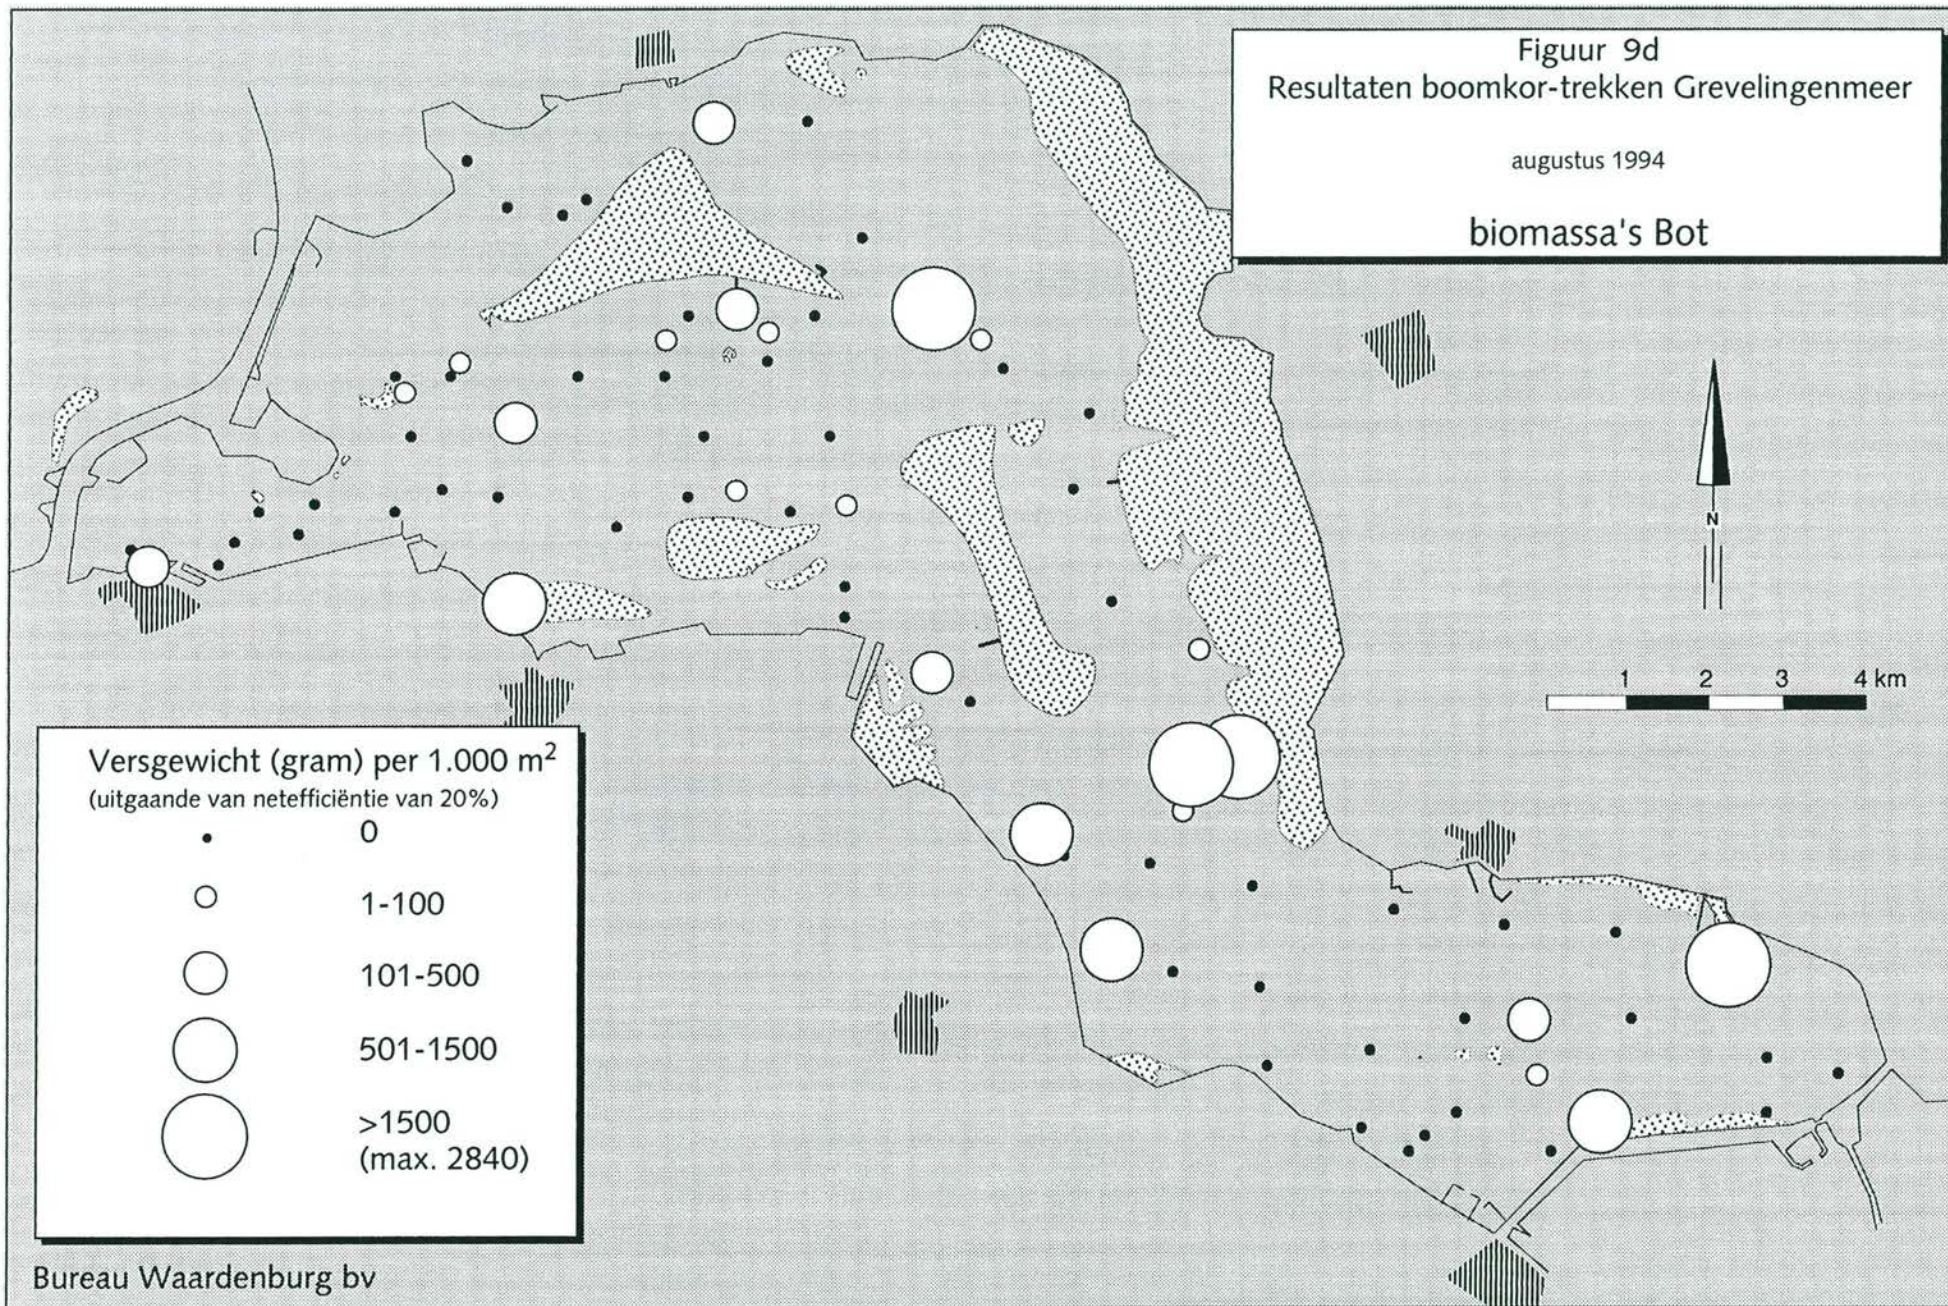 Figuur 9d
Resultaten boomkor-trekken Grevelingenmeer
augustus 1994
biomassa's Bot
N
1 2 3 4 km
Versgewicht (gram) per 1.000 m²
(uitgaande van netefficiëntie van 20%)
0
1-100
101-500
501-1500
>1500
(max. 2840)
Bureau Waardenburg bv